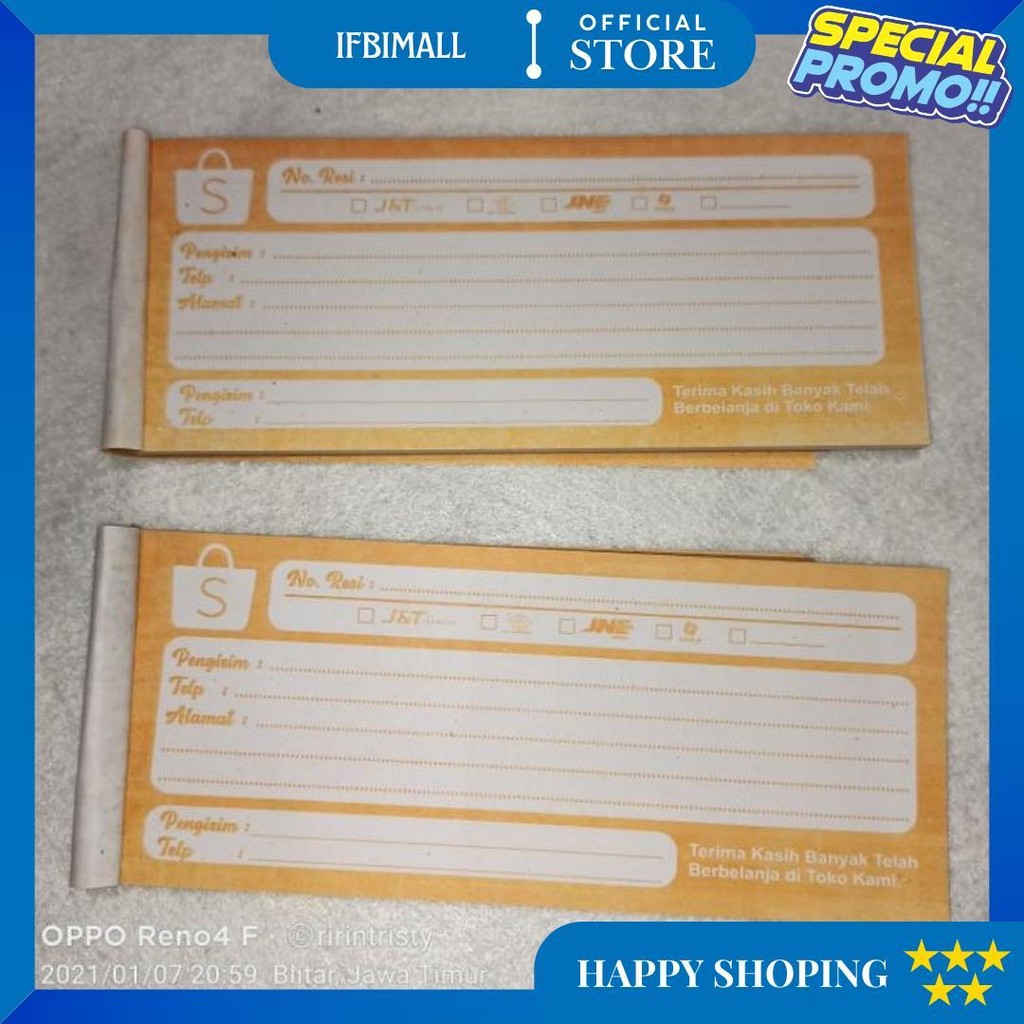 IFBIMALL
OFFICIAL
STORE
SPECIAL
PROMO!!
S
No. Resi :
J&T
JNE
Pengirim :
Telp :
Alamat :
Pengirim :
Telp :
Terima Kasih Banyak Telah
Berbelanja di Toko Kami
S
No. Resi :
J&T
JNE
Pengirim :
Telp :
Alamat :
Pengirim :
Telp :
Terima Kasih Banyak Telah
Berbelanja di Toko Kami.
OPPO Reno4 F · ©ririntristy
2021/01/07 20:59 Blitar, Jawa Timur
HAPPY SHOPING